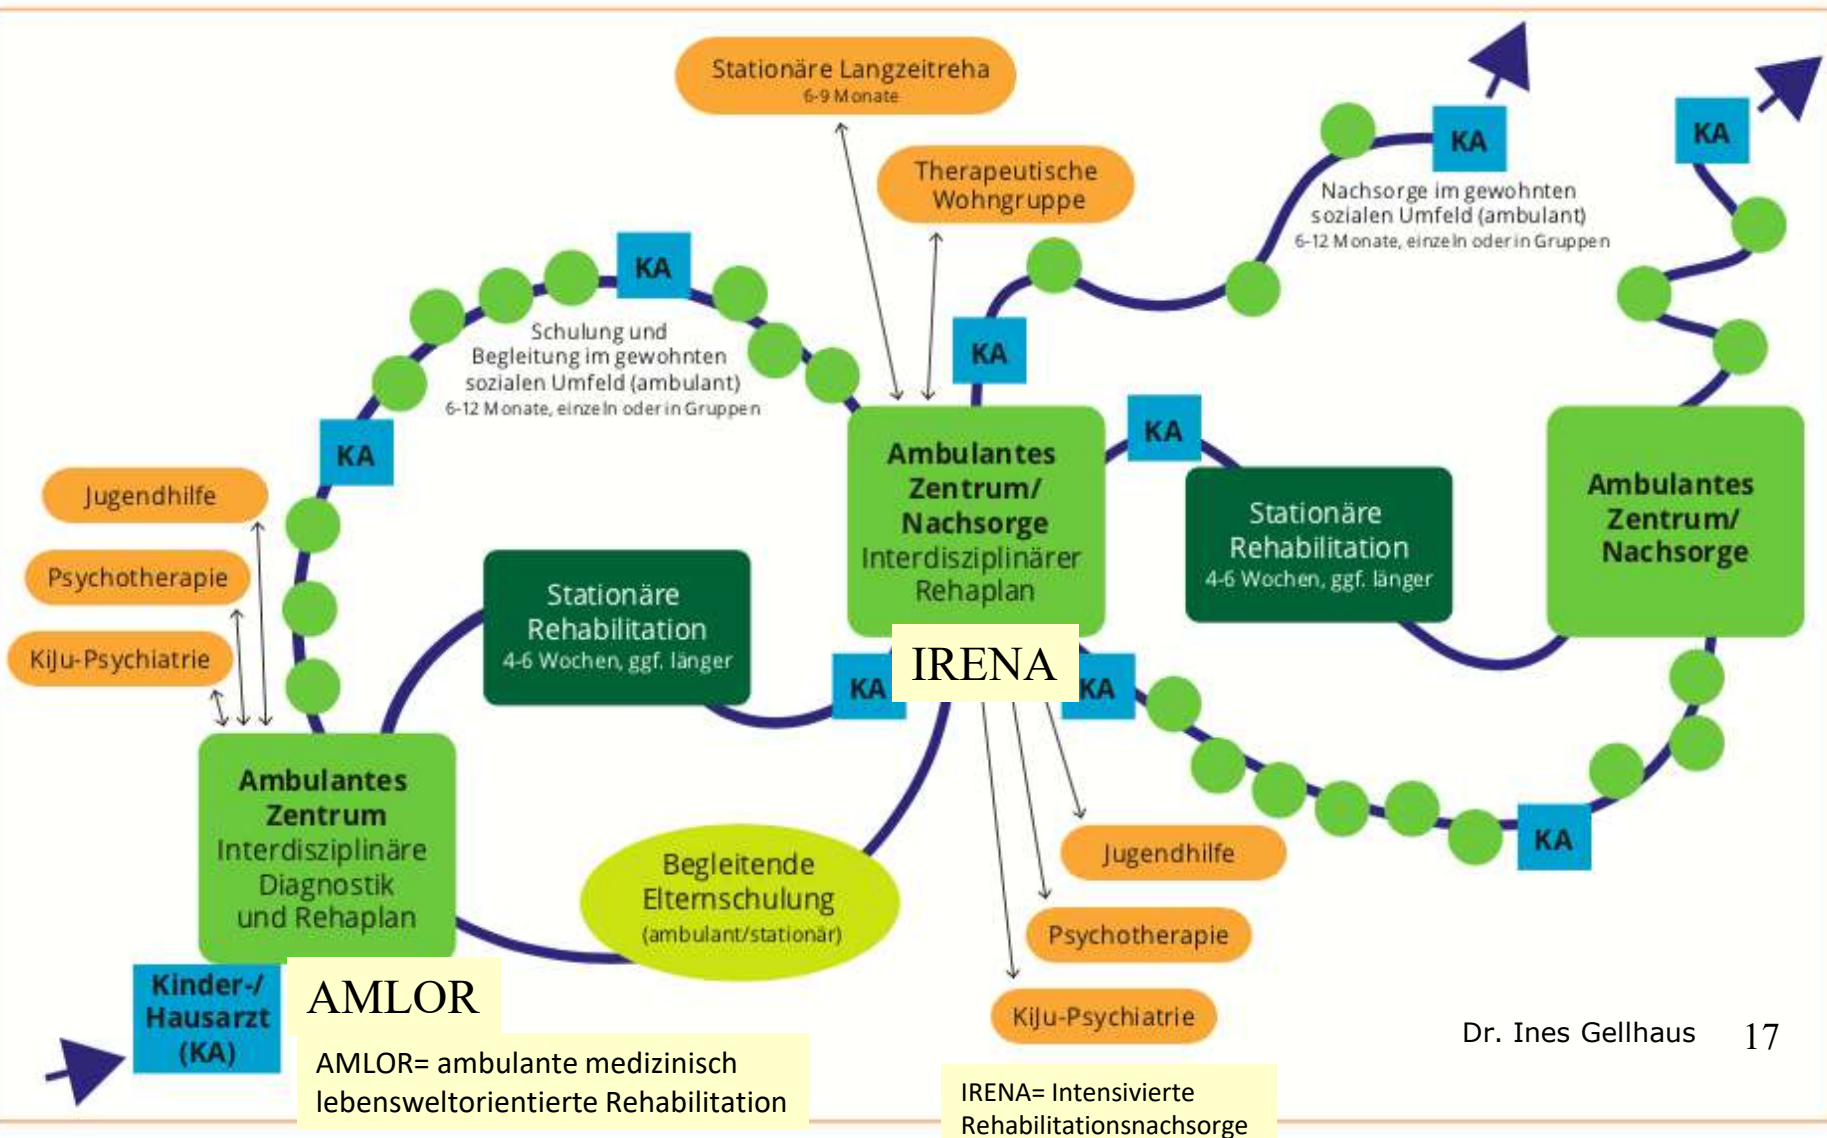 Stationäre Langzeitreha
6-9 Monate
Therapeutische
Wohngruppe
KA
KA
Nachsorge im gewohnten
sozialen Umfeld (ambulant)
6-12 Monate, einzeln oder in Gruppen
KA
Schulung und
Begleitung im gewohnten
sozialen Umfeld (ambulant)
6-12 Monate, einzeln oder in Gruppen
KA
KA
KA
Jugendhilfe
Psychotherapie
KiJu-Psychiatrie
Stationäre
Rehabilitation
4-6 Wochen, ggf. länger
Ambulantes
Zentrum/
Nachsorge
Interdisziplinärer
Rehaplan
Stationäre
Rehabilitation
4-6 Wochen, ggf. länger
Ambulantes
Zentrum/
Nachsorge
KA
IRENA
KA
Ambulantes
Zentrum
Interdisziplinäre
Diagnostik
und Rehaplan
Begleitende
Elternschulung
(ambulant/stationär)
Jugendhilfe
Psychotherapie
KiJu-Psychiatrie
KA
Kinder-/
Hausarzt
(KA)
AMLOR
AMLOR= ambulante medizinisch
lebensweltorientierte Rehabilitation
IRENA= Intensivierte
Rehabilitationsnachsorge
Dr. Ines Gellhaus 17